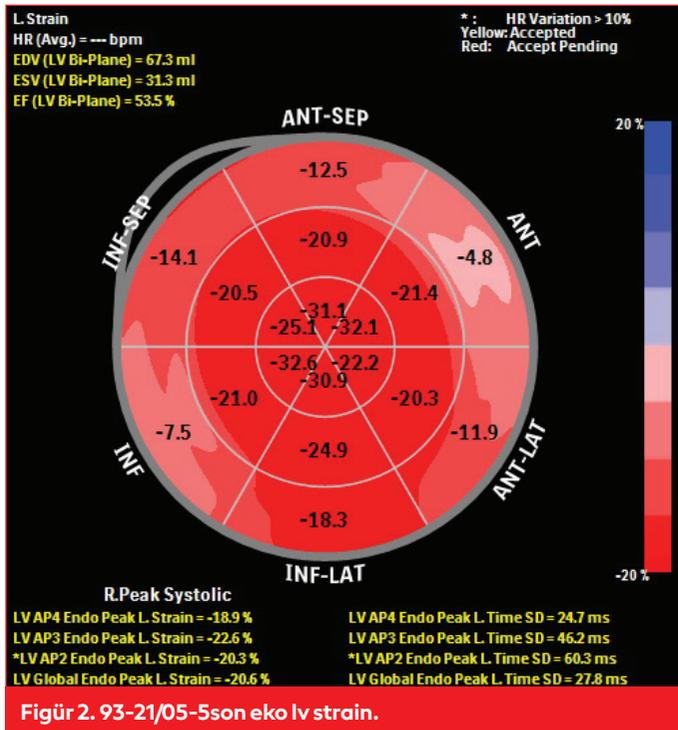 L. Strain
HR (Avg.) = --- bpm
EDV (LV Bi-Plane) = 67.3 ml
ESV (LV Bi-Plane) = 31.3 ml
EF (LV Bi-Plane) = 53.5 %
* : HR Variation > 10%
Yellow: Accepted
Red: Accept Pending
20 %
ANT-SEP
INF-SEP
ANT
-12.5
-14.1
-4.8
-20.9
-20.5
-21.4
-31.1
-25.1
-32.1
-32.6
-22.2
-30.9
-21.0
-20.3
-7.5
-11.9
-24.9
-18.3
INF
ANT-LAT
INF-LAT
-20 %
R.Peak Systolic
LV AP4 Endo Peak L. Strain = -18.9 %
LV AP3 Endo Peak L. Strain = -22.6 %
*LV AP2 Endo Peak L. Strain = -20.3 %
LV Global Endo Peak L. Strain = -20.6 %
LV AP4 Endo Peak L. Time SD = 24.7 ms
LV AP3 Endo Peak L. Time SD = 46.2 ms
*LV AP2 Endo Peak L. Time SD = 60.3 ms
LV Global Endo Peak L. Time SD = 27.8 ms
Figür 2. 93-21/05-5son eko lv strain.